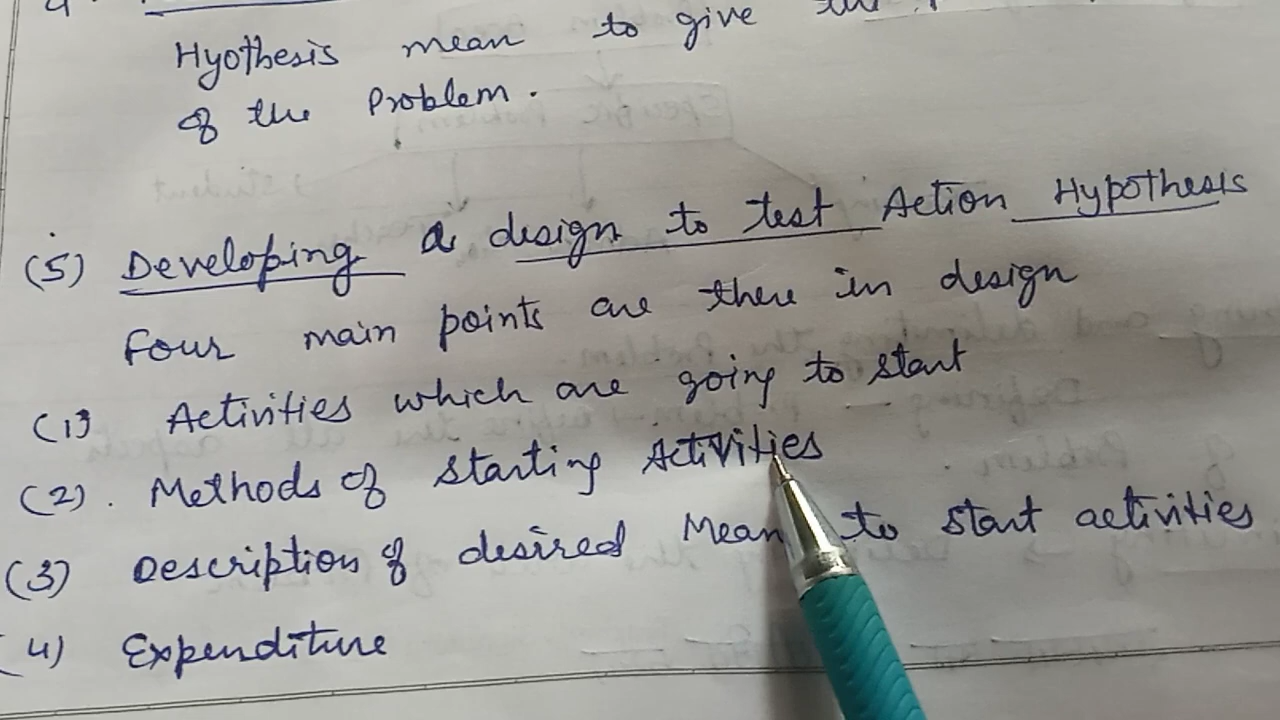 Hyothesis mean to give
of the Problem.
(5) Developing a design to test Action Hypothesis
Four main points are there in design
(1) Activities which are going to start
(2). Methods of starting Activities
(3) Description of desired Mean to start activities
(4) Expenditure